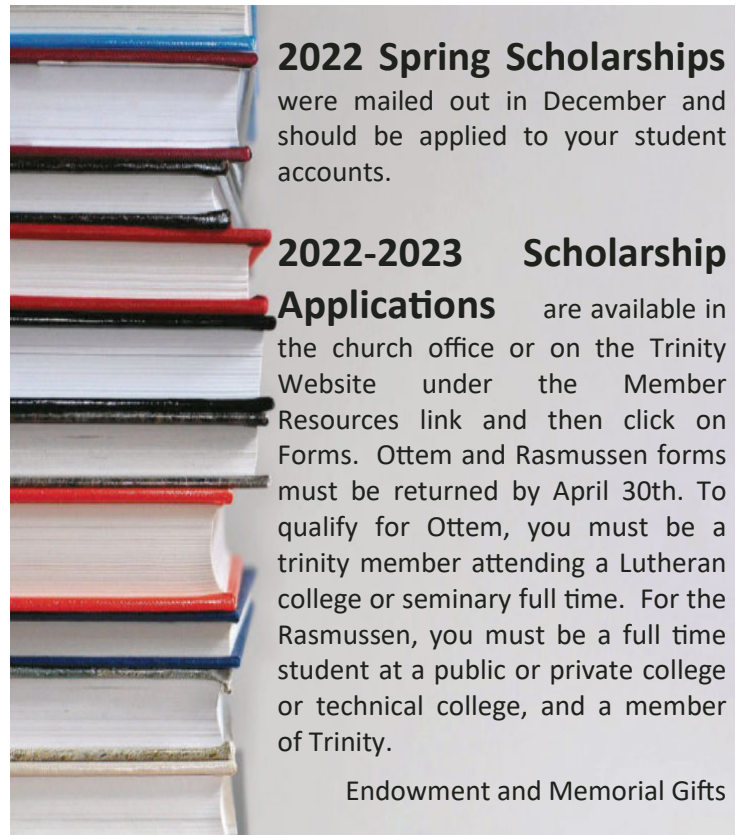 2022 Spring Scholarships
were mailed out in December and
should be applied to your student
accounts.
2022-2023 Scholarship
Applications are available in
the church office or on the Trinity
Website under the Member
Resources link and then click on
Forms. Ottem and Rasmussen forms
must be returned by April 30th. To
qualify for Ottem, you must be a
trinity member attending a Lutheran
college or seminary full time. For the
Rasmussen, you must be a full time
student at a public or private college
or technical college, and a member
of Trinity.
Endowment and Memorial Gifts